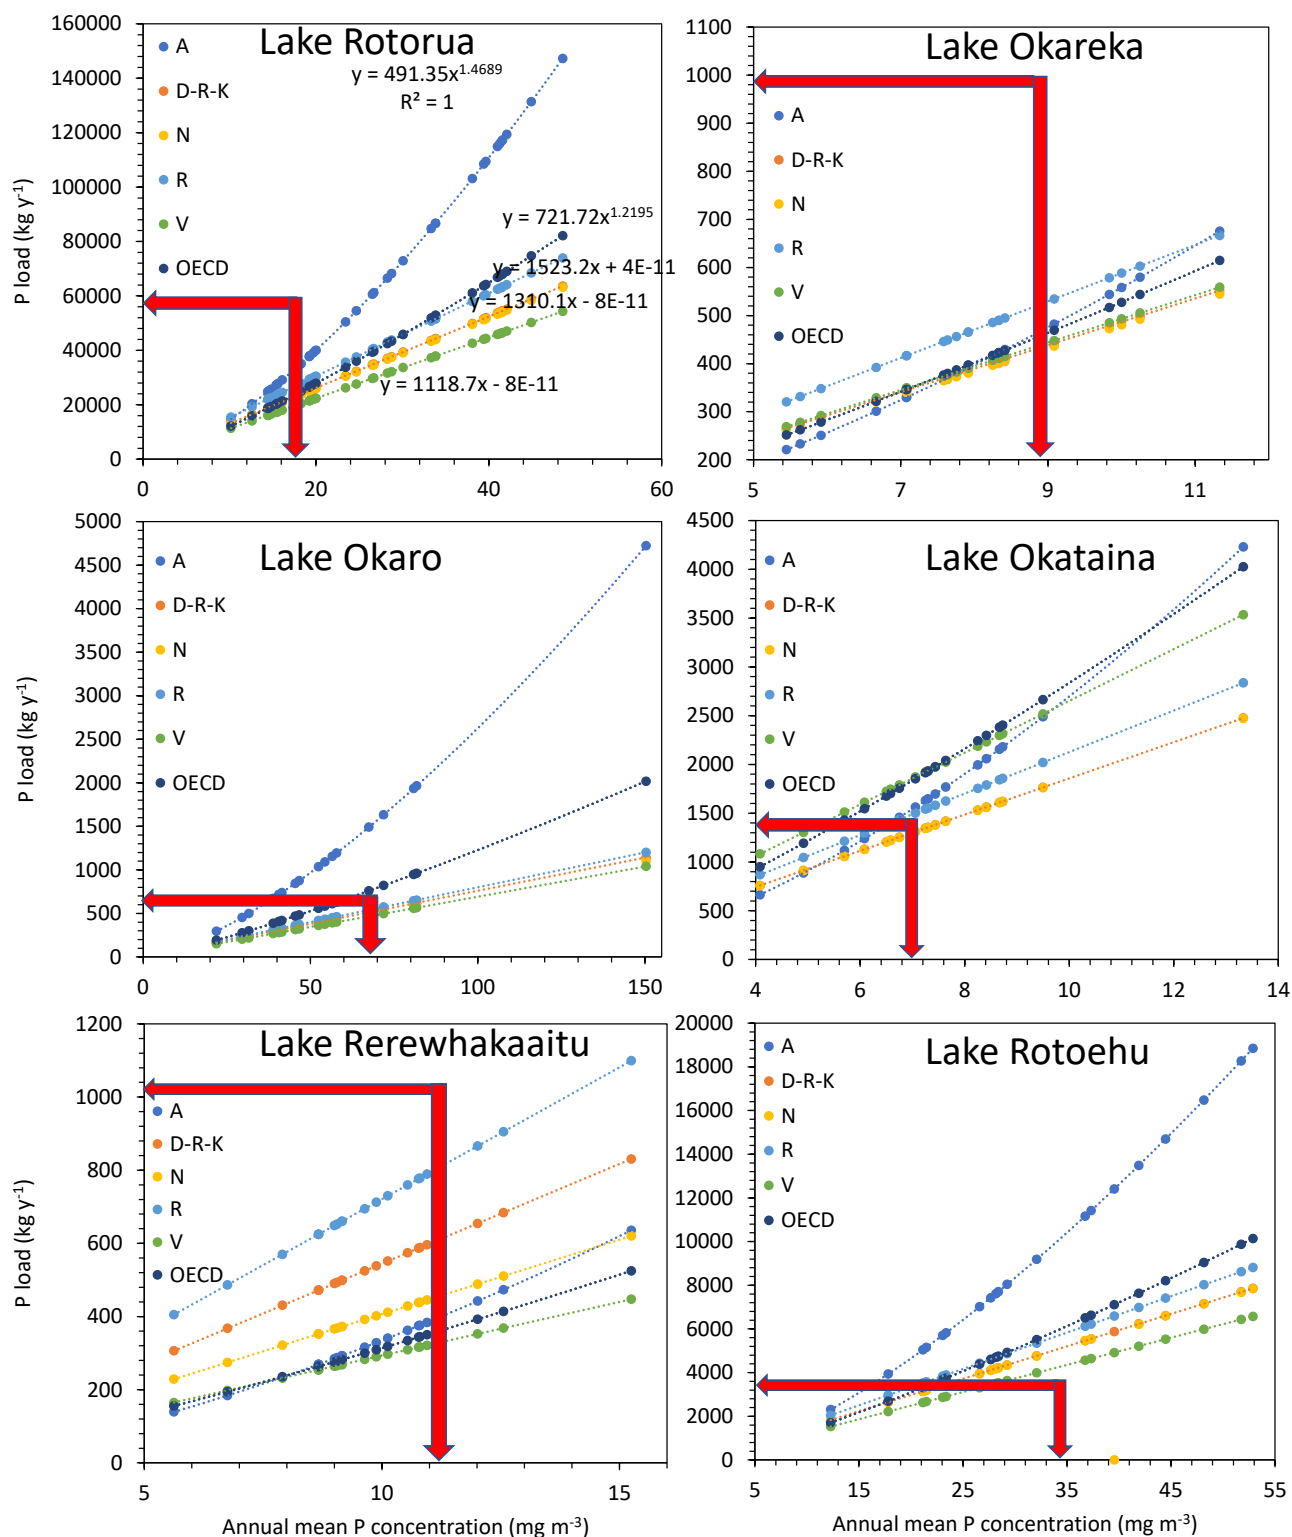 Lake Rotorua
P load (kg y⁻¹)
160000
140000
120000
100000
80000
60000
40000
20000
0
0 20 40 60
A
D-R-K
N
R
V
OECD
y = 491.35x^1.4689
R² = 1
y = 721.72x^1.2195
y = 1523.2x + 4E-11
y = 1310.1x - 8E-11
y = 1118.7x - 8E-11
Lake Okareka
1100
1000
900
800
700
600
500
400
300
200
5 7 9 11
A
D-R-K
N
R
V
OECD
Lake Okaro
P load (kg y⁻¹)
5000
4500
4000
3500
3000
2500
2000
1500
1000
500
0
0 50 100 150
A
D-R-K
N
R
V
OECD
Lake Okataina
4500
4000
3500
3000
2500
2000
1500
1000
500
0
4 6 8 10 12 14
A
D-R-K
N
R
V
OECD
Lake Rerewhakaaitu
P load (kg y⁻¹)
1200
1000
800
600
400
200
0
5 10 15
A
D-R-K
N
R
V
OECD
Annual mean P concentration (mg m⁻³)
Lake Rotoehu
20000
18000
16000
14000
12000
10000
8000
6000
4000
2000
0
5 15 25 35 45 55
A
D-R-K
N
R
V
OECD
Annual mean P concentration (mg m⁻³)